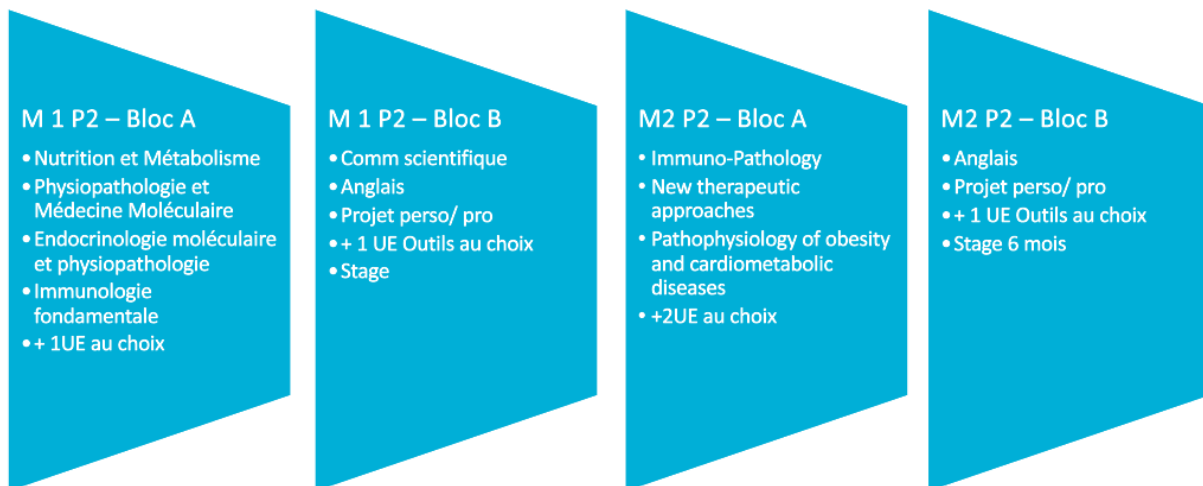 M 1 P2 – Bloc A
•Nutrition et Métabolisme
•Physiopathologie et
Médecine Moléculaire
•Endocrinologie moléculaire
et physiopathologie
•Immunologie
fondamentale
•+ 1UE au choix
M 1 P2 – Bloc B
•Comm scientifique
•Anglais
•Projet perso/ pro
•+ 1 UE Outils au choix
•Stage
M2 P2 – Bloc A
• Immuno-Pathology
• New therapeutic
approaches
• Pathophysiology of obesity
and cardiometabolic
diseases
• +2UE au choix
M2 P2 – Bloc B
•Anglais
•Projet perso/ pro
•+ 1 UE Outils au choix
•Stage 6 mois